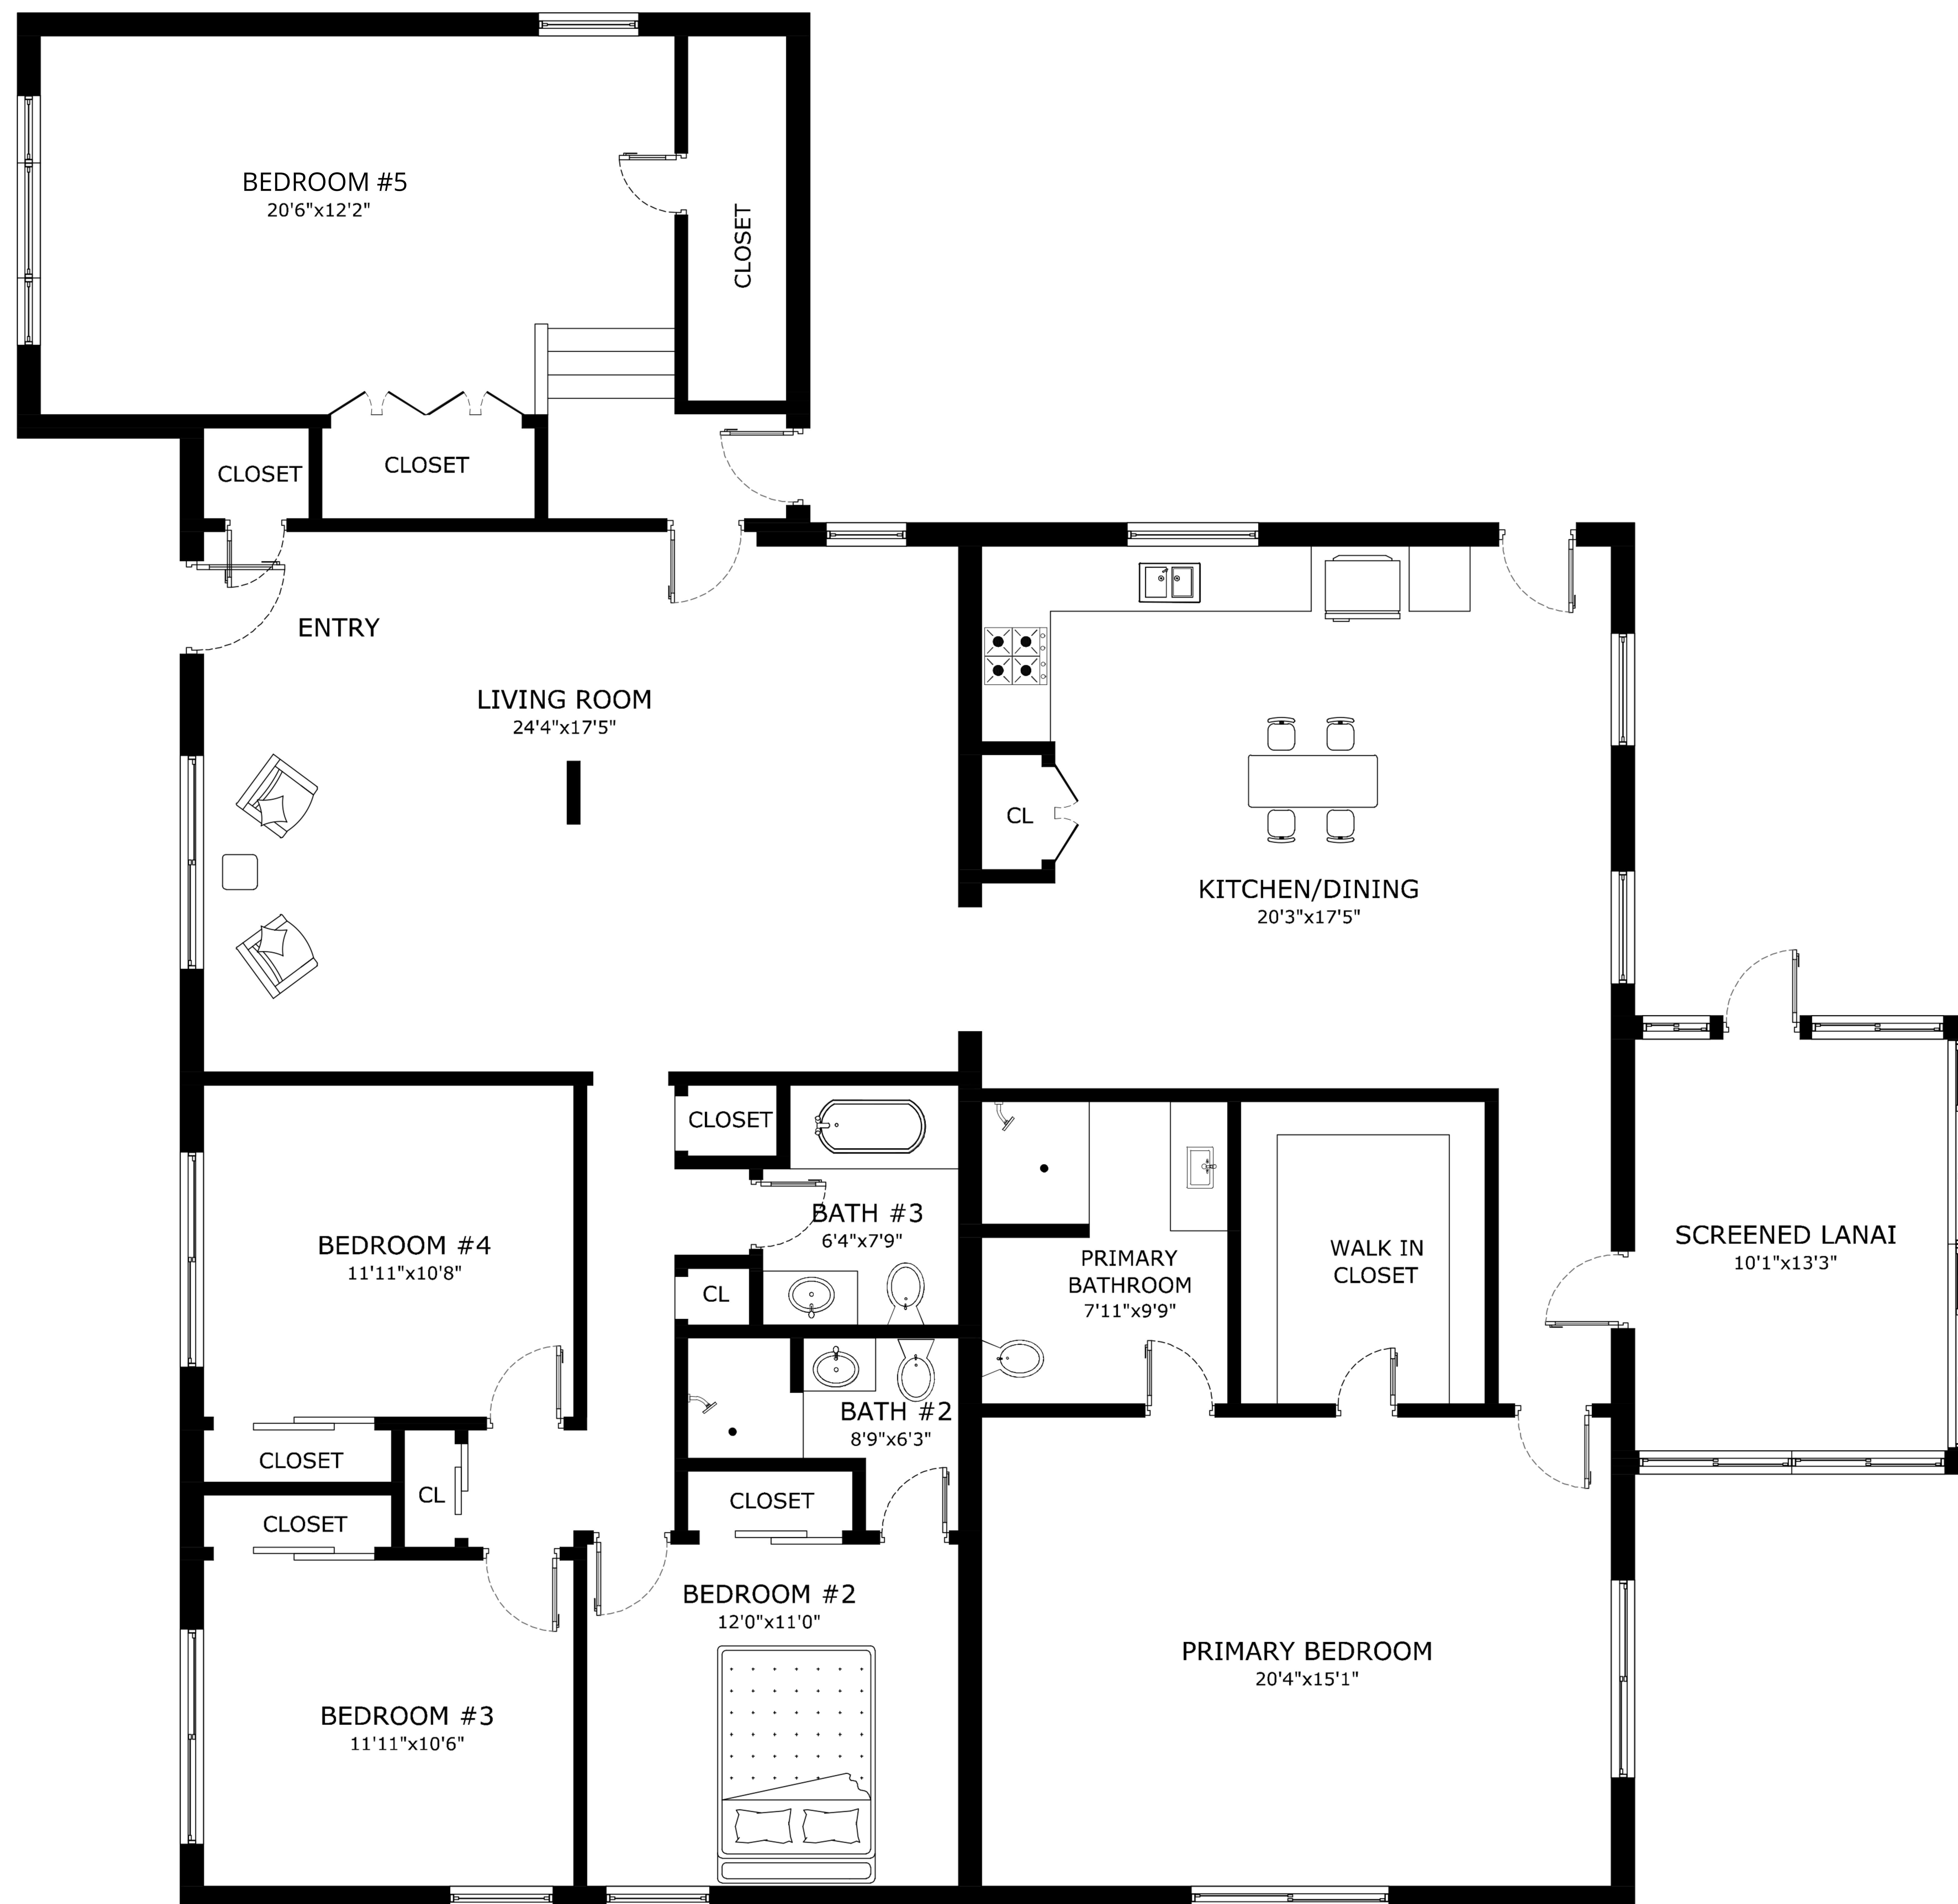 BEDROOM #5
20'6"x12'2"
CLOSET
CLOSET
CLOSET
ENTRY
LIVING ROOM
24'4"x17'5"
CL
KITCHEN/DINING
20'3"x17'5"
CLOSET
BATH #3
6'4"x7'9"
BEDROOM #4
11'11"x10'8"
CL
PRIMARY
BATHROOM
7'11"x9'9"
WALK IN
CLOSET
SCREENED LANAI
10'1"x13'3"
BATH #2
8'9"x6'3"
CLOSET
CL
CLOSET
CLOSET
BEDROOM #2
12'0"x11'0"
PRIMARY BEDROOM
20'4"x15'1"
BEDROOM #3
11'11"x10'6"